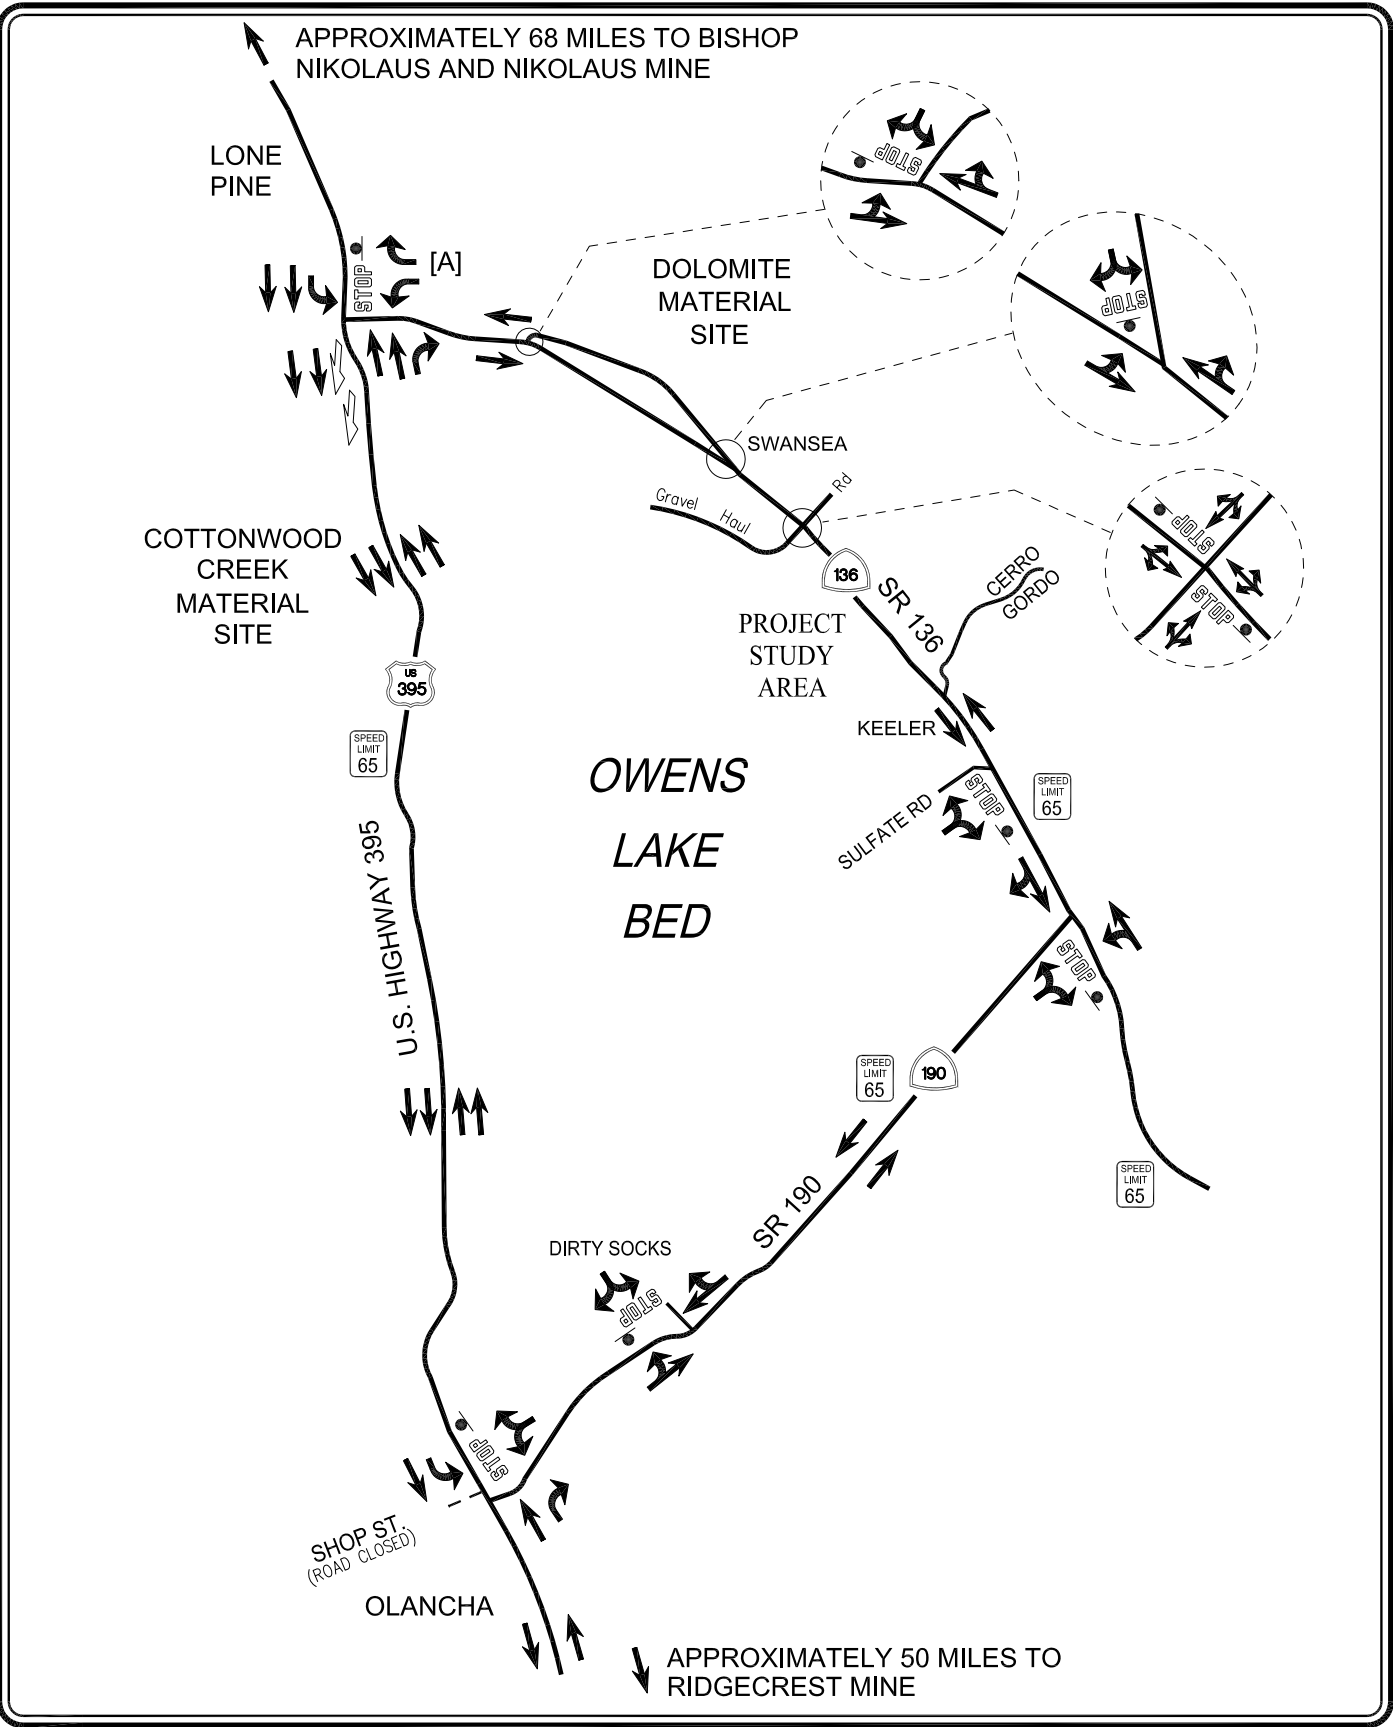 APPROXIMATELY 68 MILES TO BISHOP
NIKOLAUS AND NIKOLAUS MINE
LONE
PINE
STOP
[A]
STOP
DOLOMITE
MATERIAL
SITE
STOP
SWANSEA
Gravel Haul Rd
STOP
STOP
COTTONWOOD
CREEK
MATERIAL
SITE
136
SR 136
CERRO
GORDO
PROJECT
STUDY
AREA
US
395
KEELER
SPEED
LIMIT
65
OWENS
LAKE
BED
SPEED
LIMIT
65
STOP
SULFATE RD
U.S. HIGHWAY 395
STOP
SPEED
LIMIT
65
190
SPEED
LIMIT
65
SR 190
DIRTY SOCKS
STOP
STOP
SHOP ST.
(ROAD CLOSED)
OLANCHA
APPROXIMATELY 50 MILES TO
RIDGECREST MINE